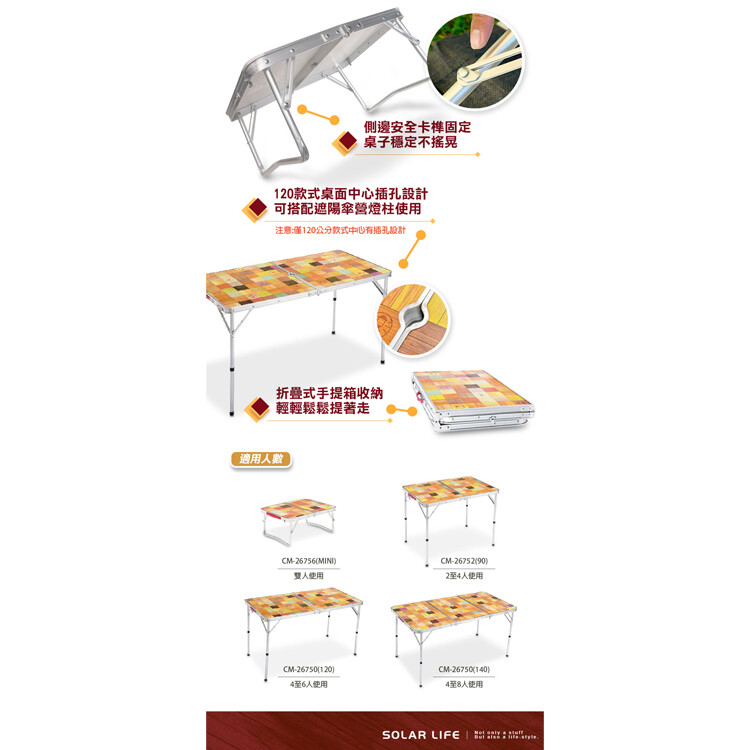 側邊安全卡榫固定
桌子穩定不搖晃
120款式桌面中心插孔設計
可搭配遮陽傘營燈柱使用
注意:僅120公分款式中心有插孔設計
折疊式手提箱收納
輕輕鬆鬆提著走
適用人數
CM-26756(MINI)
雙人使用
CM-26752(90)
2至4人使用
CM-26750(120)
4至6人使用
CM-26750(140)
4至8人使用
SOLAR LIFE
Not only a stuff
But also a life-style.